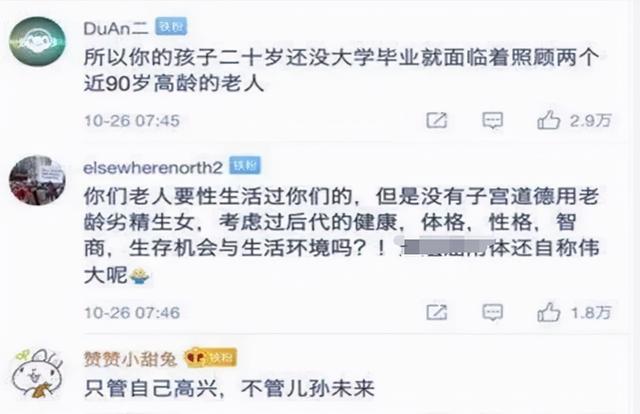 DuAn二 铁粉
所以你的孩子二十岁还没大学毕业就面临着照顾两个
近90岁高龄的老人
10-26 07:45 2.9万
elsewherenorth2 铁粉
你们老人要性生活过你们的，但是没有子宫道德用老
龄劣精生女，考虑过后代的健康，体格，性格，智
商，生存机会与生活环境吗？！ 体还自称伟
大呢
10-26 07:46 1.8万
赞赞小甜兔 铁粉
只管自己高兴，不管儿孙未来